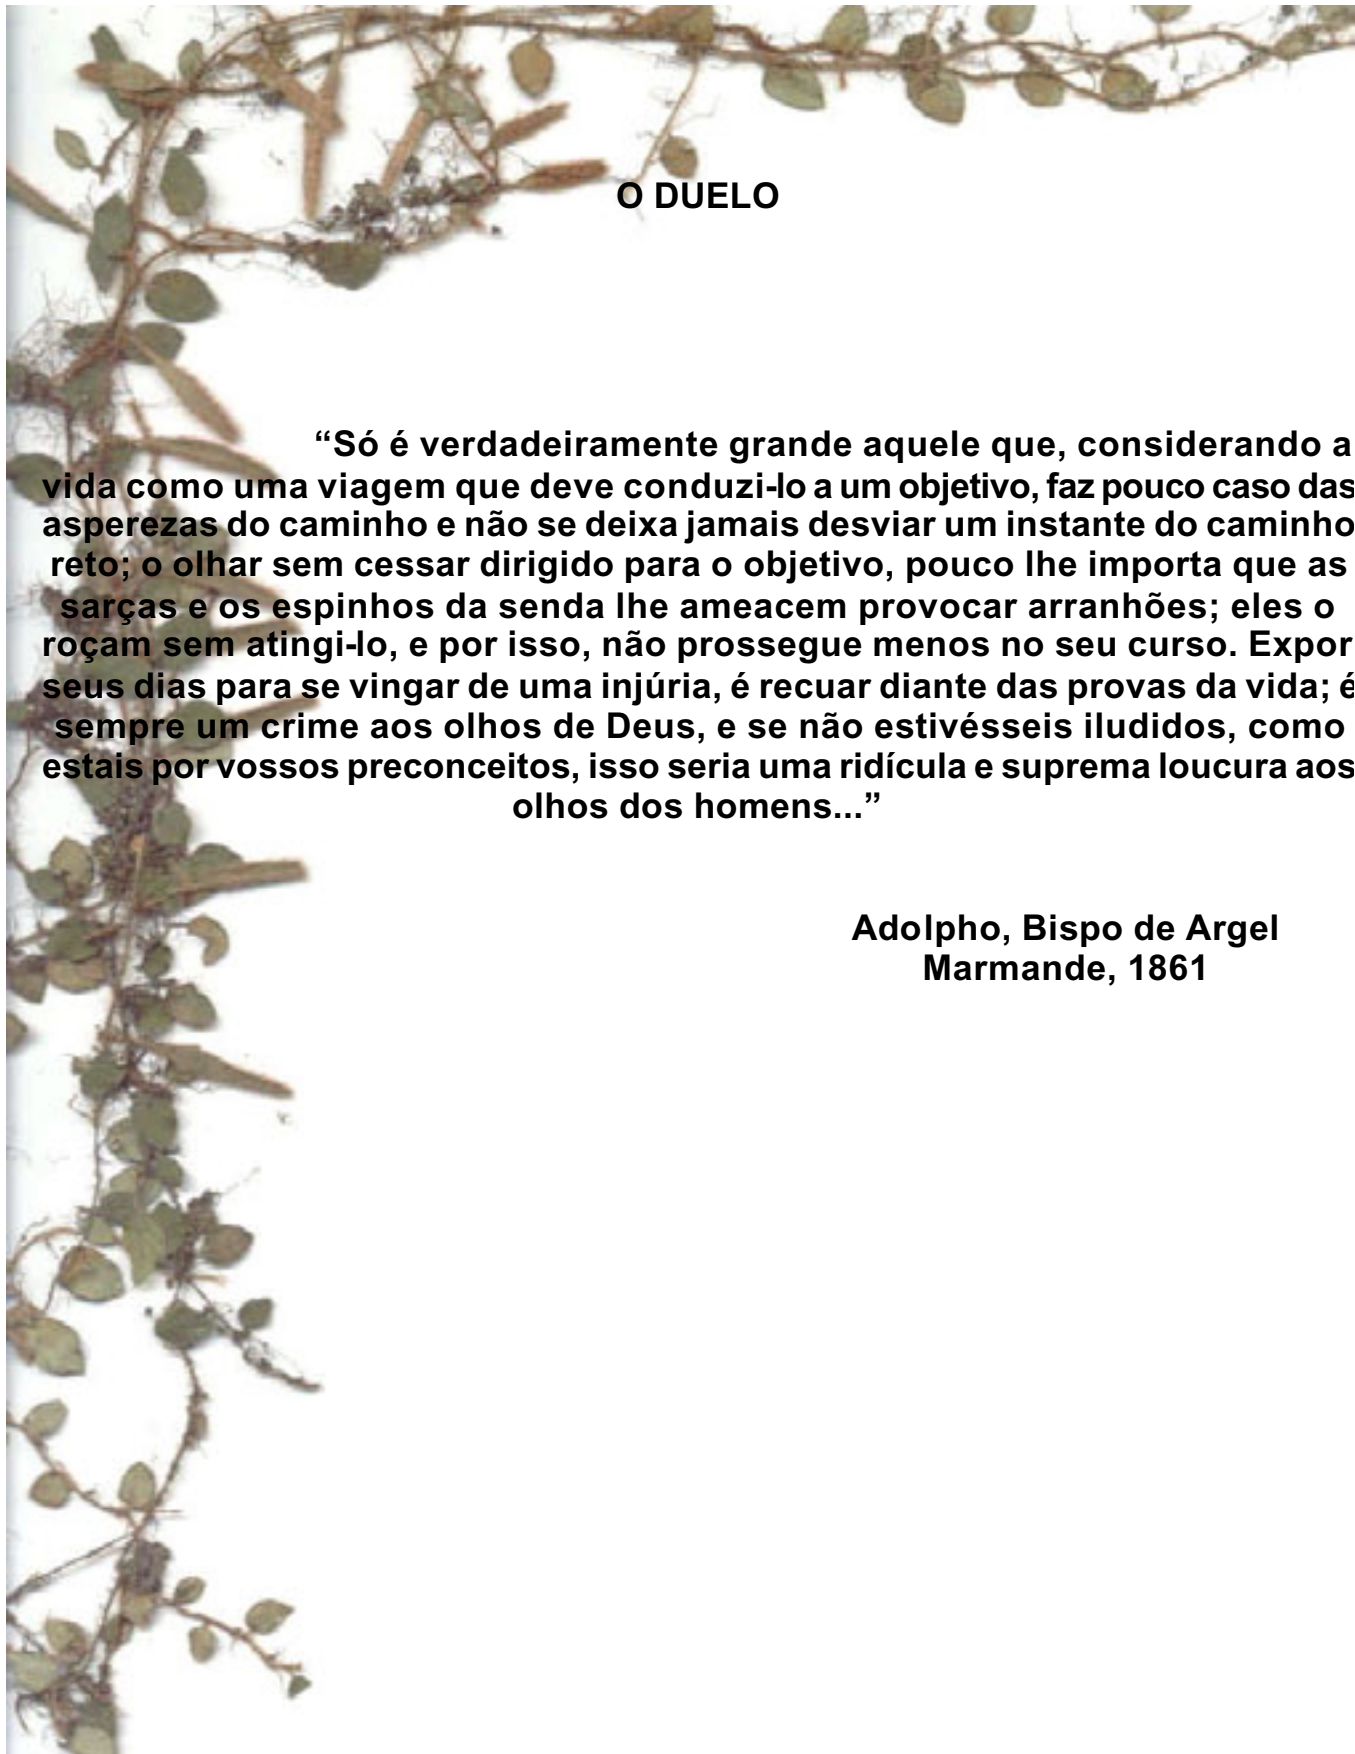 O DUELO
“Só é verdadeiramente grande aquele que, considerando a
vida como uma viagem que deve conduzi-lo a um objetivo, faz pouco caso das
asperezas do caminho e não se deixa jamais desviar um instante do caminho
reto; o olhar sem cessar dirigido para o objetivo, pouco lhe importa que as
sarças e os espinhos da senda lhe ameacem provocar arranhões; eles o
roçam sem atingi-lo, e por isso, não prossegue menos no seu curso. Expor
seus dias para se vingar de uma injúria, é recuar diante das provas da vida; é
sempre um crime aos olhos de Deus, e se não estivésseis iludidos, como
estais por vossos preconceitos, isso seria uma ridícula e suprema loucura aos
olhos dos homens...”
Adolpho, Bispo de Argel
Marmande, 1861